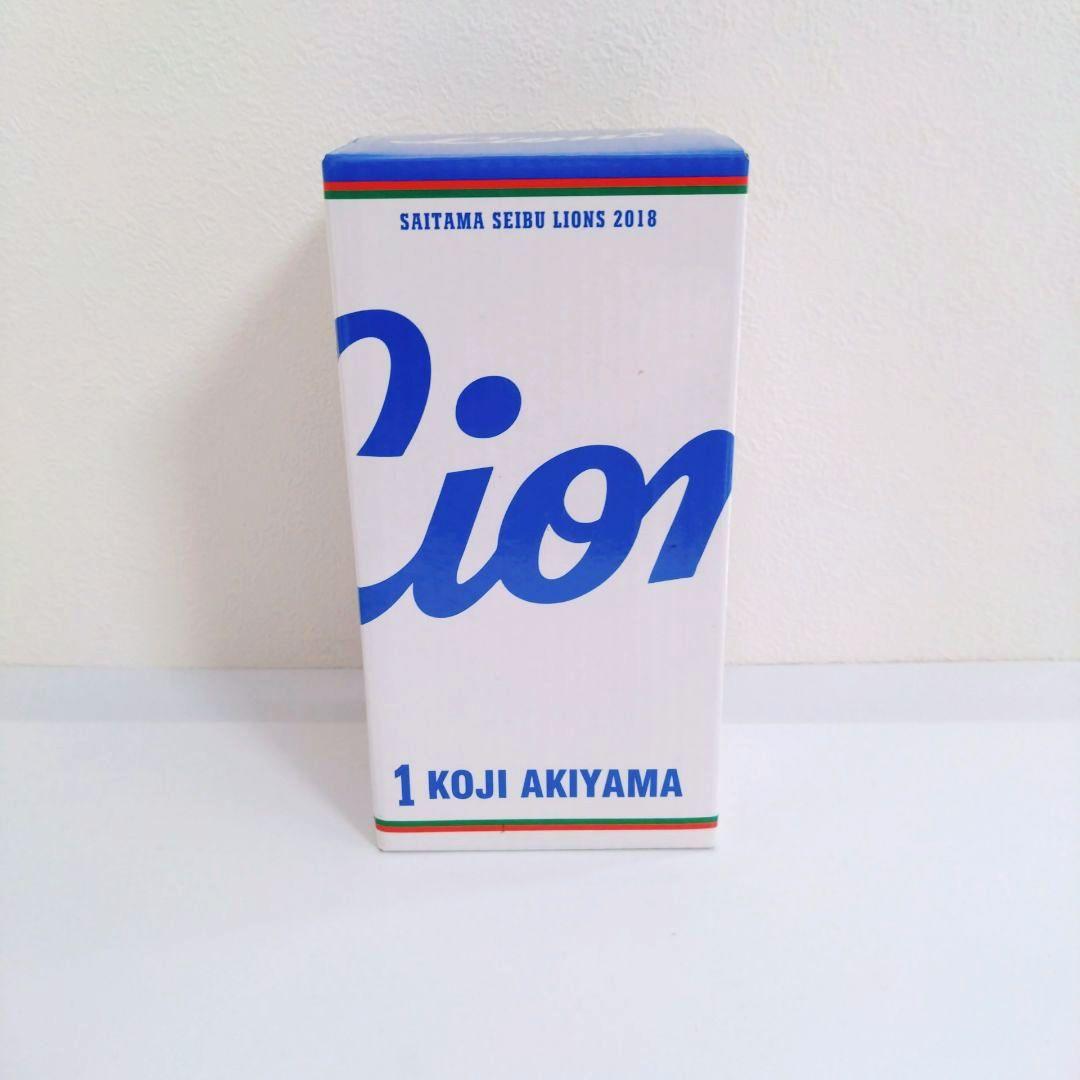 SAITAMA SEIBU LIONS 2018
Lion
1 KOJI AKIYAMA